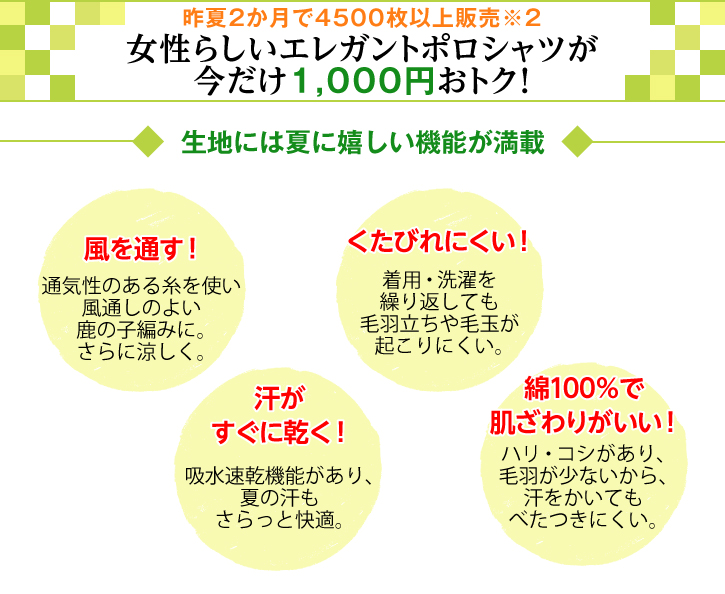 昨夏2か月で4500枚以上販売※2
女性らしいエレガントポロシャツが
今だけ1,000円おトク!
生地には夏に嬉しい機能が満載
風を通す!
通気性のある糸を使い
風通しのよい
鹿の子編みに。
さらに涼しく。
くたびれにくい!
着用・洗濯を
繰り返しても
毛羽立ちや毛玉が
起こりにくい。
汗が
すぐに乾く!
吸水速乾機能があり、
夏の汗も
さらっと快適。
綿100%で
肌ざわりがいい!
ハリ・コシがあり、
毛羽が少ないから、
汗をかいても
べたつきにくい。